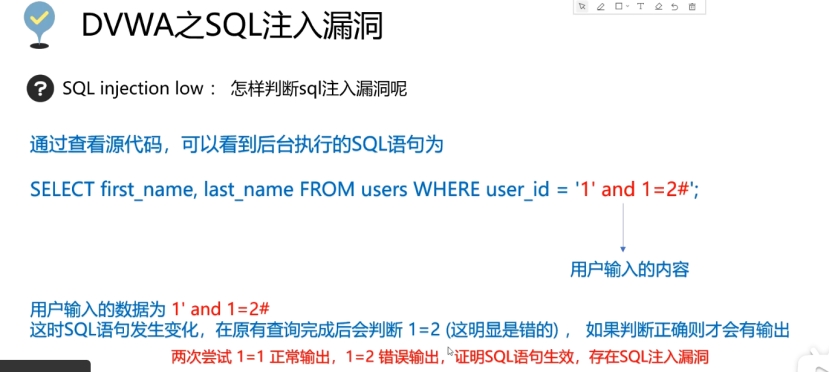 DVWA之SQL注入漏洞
? SQL injection low： 怎样判断sql注入漏洞呢
通过查看源代码，可以看到后台执行的SQL语句为
SELECT first_name, last_name FROM users WHERE user_id = '1' and 1=2#';
用户输入的内容
用户输入的数据为 1' and 1=2#
这时SQL语句发生变化，在原有查询完成后会判断 1=2 (这明显是错的) ， 如果判断正确则才会有输出
两次尝试 1=1 正常输出，1=2 错误输出，证明SQL语句生效，存在SQL注入漏洞